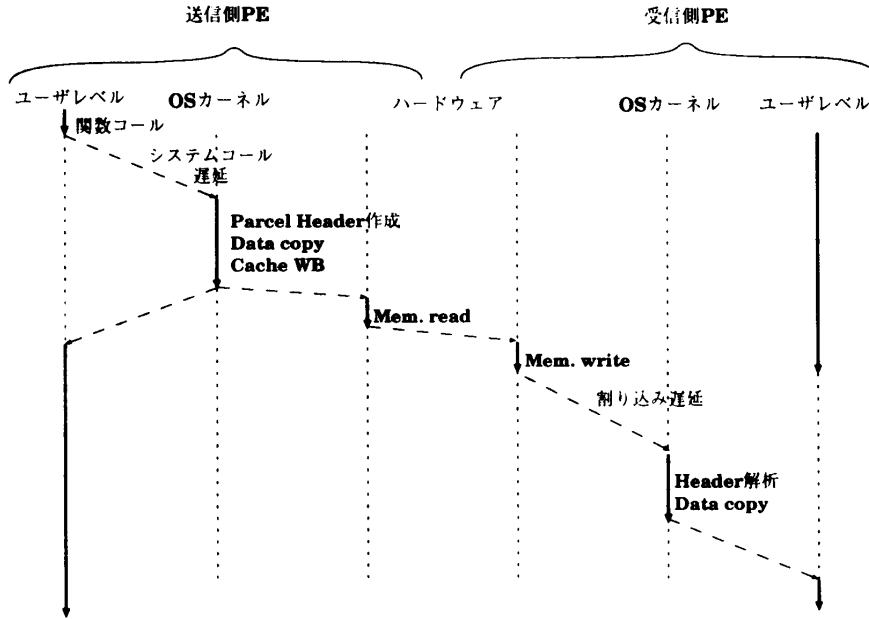 送信側PE
受信側PE
ユーザレベル
OSカーネル
ハードウェア
OSカーネル
ユーザレベル
関数コール
システムコール
遅延
Parcel Header作成
Data copy
Cache WB
Mem. read
Mem. write
割り込み遅延
Header解析
Data copy